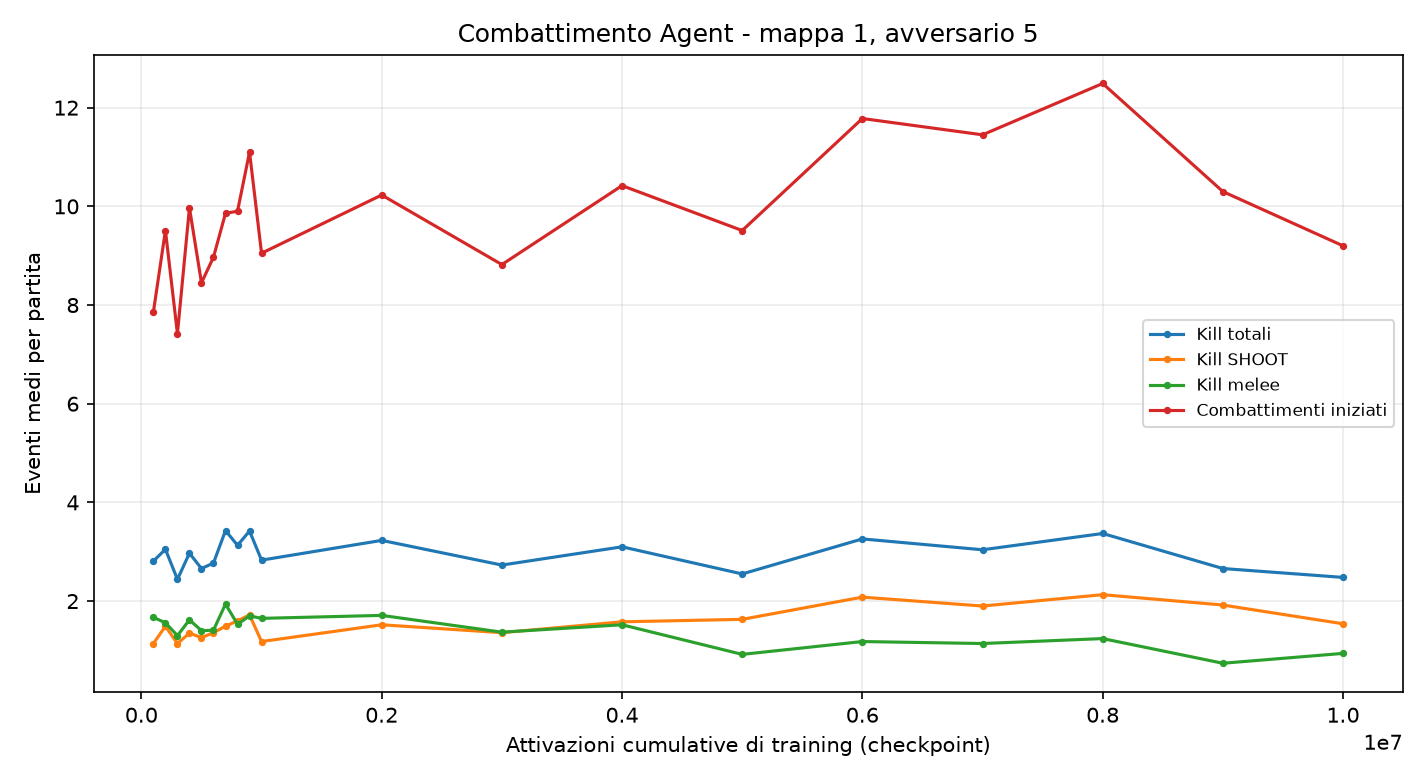 Combattimento Agent - mappa 1, avversario 5
Eventi medi per partita
12
10
8
6
4
2
Kill totali
Kill SHOOT
Kill melee
Combattimenti iniziati
0.0 0.2 0.4 0.6 0.8 1.0
1e7
Attivazioni cumulative di training (checkpoint)